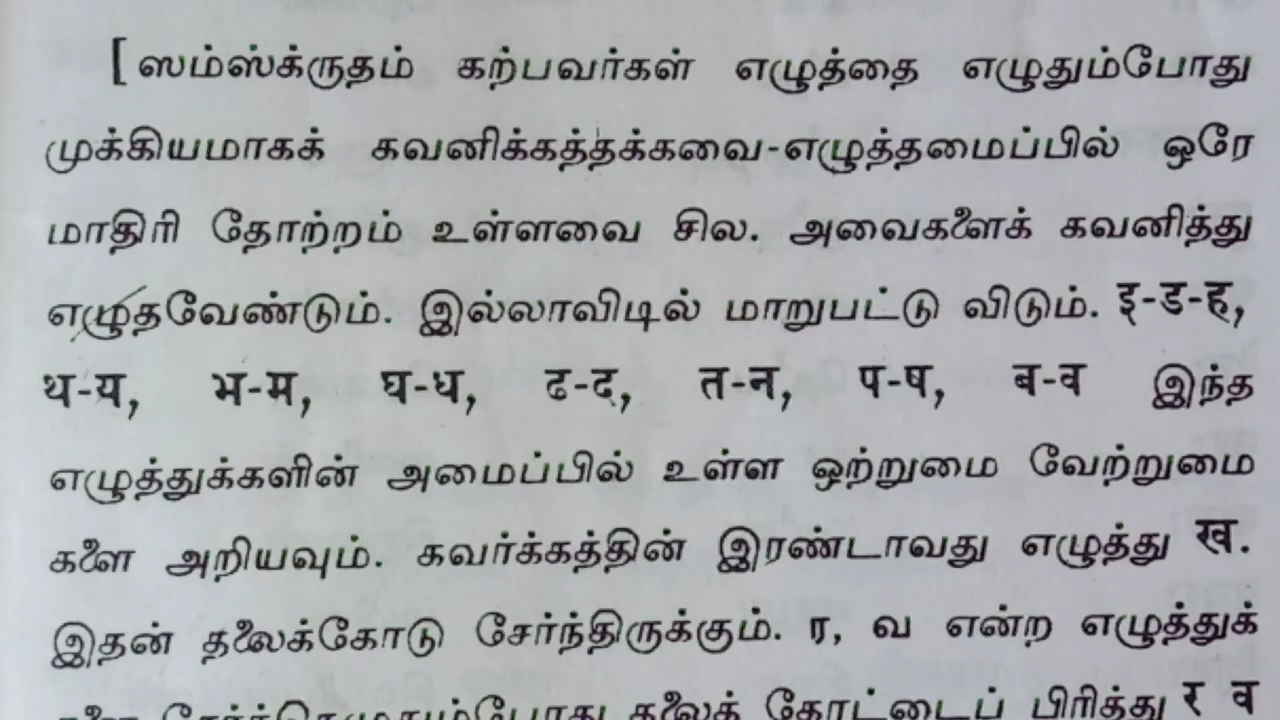 [ ஸம்ஸ்க்ருதம் கற்பவர்கள் எழுத்தை எழுதும்போது
முக்கியமாகக் கவனிக்கத்தக்கவை-எழுத்தமைப்பில் ஒரே
மாதிரி தோற்றம் உள்ளவை சில. அவைகளைக் கவனித்து
எழுதவேண்டும். இல்லாவிடில் மாறுபட்டு விடும். इ-ड-ह,
थ-य, भ-म, घ-ध, ढ-द, त-न, प-ष, ब-व இந்த
எழுத்துக்களின் அமைப்பில் உள்ள ஒற்றுமை வேற்றுமை
களை அறியவும். கவர்க்கத்தின் இரண்டாவது எழுத்து ख.
இதன் தலைக்கோடு சேர்ந்திருக்கும். ர, வ என்ற எழுத்துக்
களை சேர்த்தெழுதும்போது தலைக் கோட்டைப் பிரித்து र व